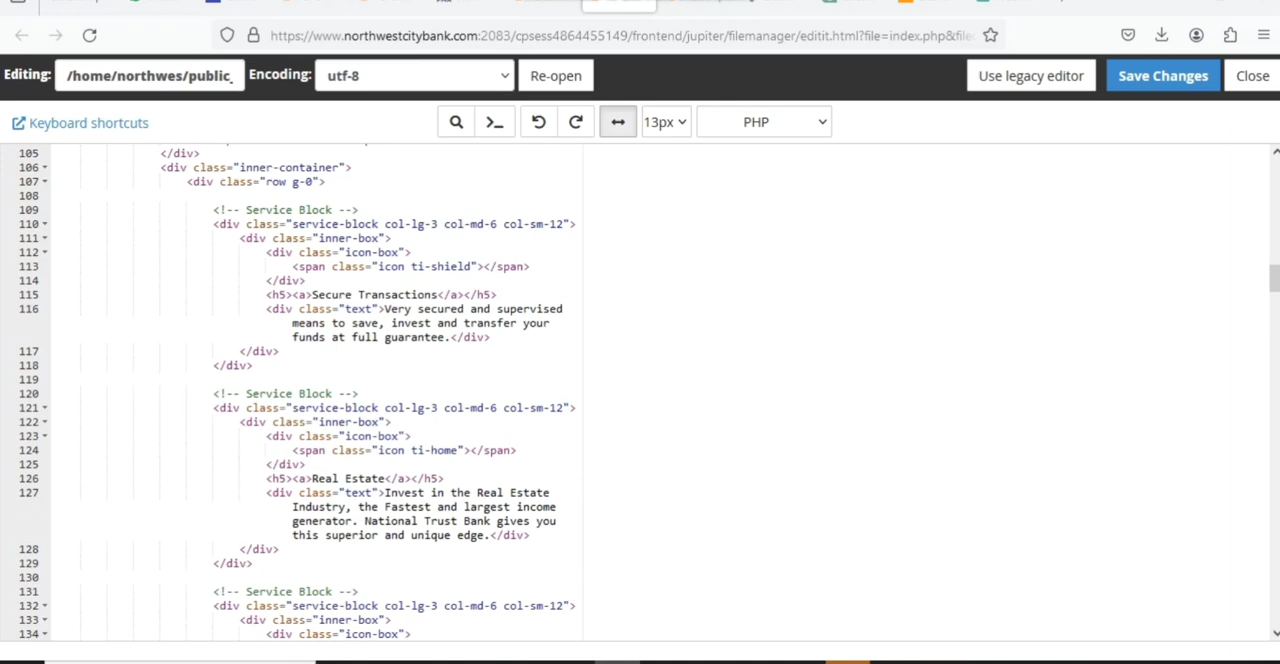 https://www.northwestcitybank.com:2083/cpsess4864455149/frontend/jupiter/filemanager/editit.html?file=index.php&file
Editing: /home/northwes/public_ Encoding: utf-8 Re-open Use legacy editor Save Changes Close
Keyboard shortcuts 13px PHP
105 </div>
106 <div class="inner-container">
107 <div class="row g-0">
108
109 <!-- Service Block -->
110 <div class="service-block col-lg-3 col-md-6 col-sm-12">
111 <div class="inner-box">
112 <div class="icon-box">
113 <span class="icon ti-shield"></span>
114 </div>
115 <h5><a>Secure Transactions</a></h5>
116 <div class="text">Very secured and supervised
means to save, invest and transfer your
funds at full guarantee.</div>
117 </div>
118 </div>
119
120 <!-- Service Block -->
121 <div class="service-block col-lg-3 col-md-6 col-sm-12">
122 <div class="inner-box">
123 <div class="icon-box">
124 <span class="icon ti-home"></span>
125 </div>
126 <h5><a>Real Estate</a></h5>
127 <div class="text">Invest in the Real Estate
Industry, the Fastest and largest income
generator. National Trust Bank gives you
this superior and unique edge.</div>
128 </div>
129 </div>
130
131 <!-- Service Block -->
132 <div class="service-block col-lg-3 col-md-6 col-sm-12">
133 <div class="inner-box">
134 <div class="icon-box">